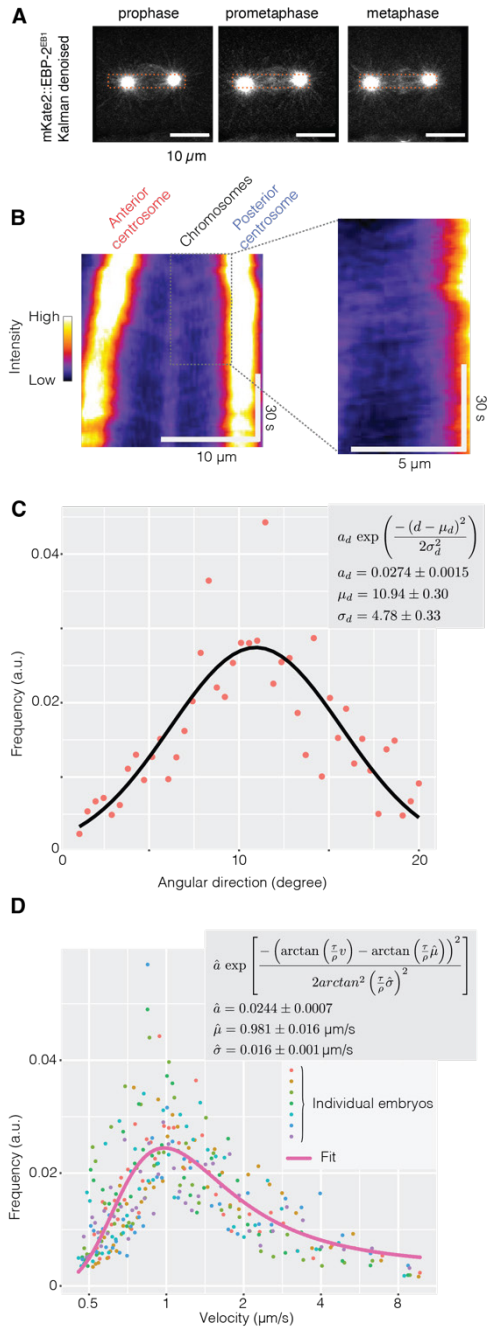 A
prophase
prometaphase
metaphase
mKate2::EBP-2^EB1
Kalman denoised
10 µm
B
Anterior
centrosome
Chromosomes
Posterior
centrosome
High
Intensity
Low
30 s
10 µm
30 s
5 µm
C
a_d exp ( −(d − μ_d)² / 2σ_d² )
a_d = 0.0274 ± 0.0015
μ_d = 10.94 ± 0.30
σ_d = 4.78 ± 0.33
0.04
0.02
0
Frequency (a.u.)
0 10 20
Angular direction (degree)
D
â exp [ −(arctan(τ/ρ v) − arctan(τ/ρ μ̂))² / 2arctan²(τ/ρ σ̂)² ]
â = 0.0244 ± 0.0007
μ̂ = 0.981 ± 0.016 μm/s
σ̂ = 0.016 ± 0.001 μm/s
Individual embryos
Fit
0.04
0.02
0
Frequency (a.u.)
0.5 1 2 4 8
Velocity (µm/s)